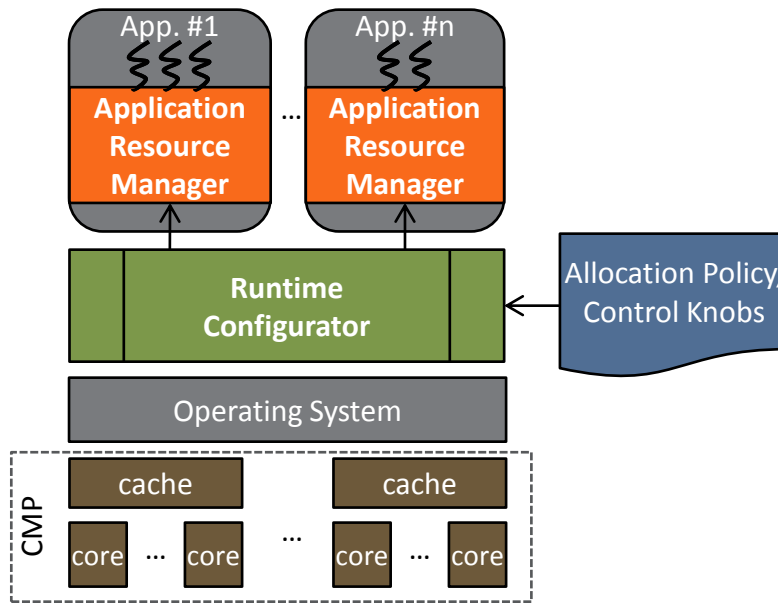 App. #1
App. #n
Application
Resource
Manager
...
Application
Resource
Manager
Runtime
Configurator
Allocation Policy,
Control Knobs
Operating System
CMP
cache
cache
...
core
...
core
core
...
core